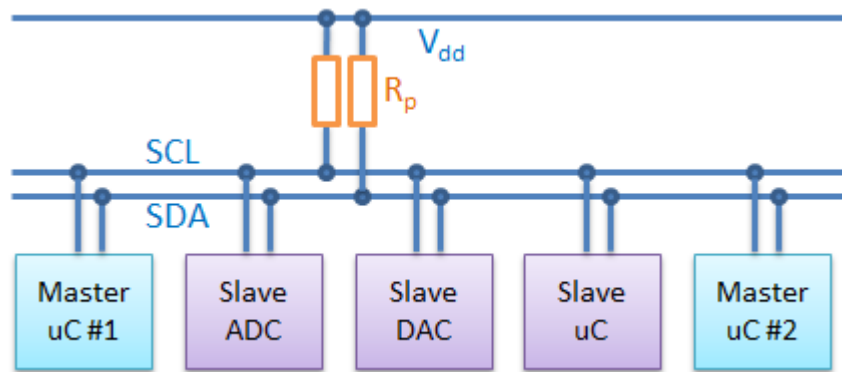 Vdd
Rp
SCL
SDA
Master
uC #1
Slave
ADC
Slave
DAC
Slave
uC
Master
uC #2